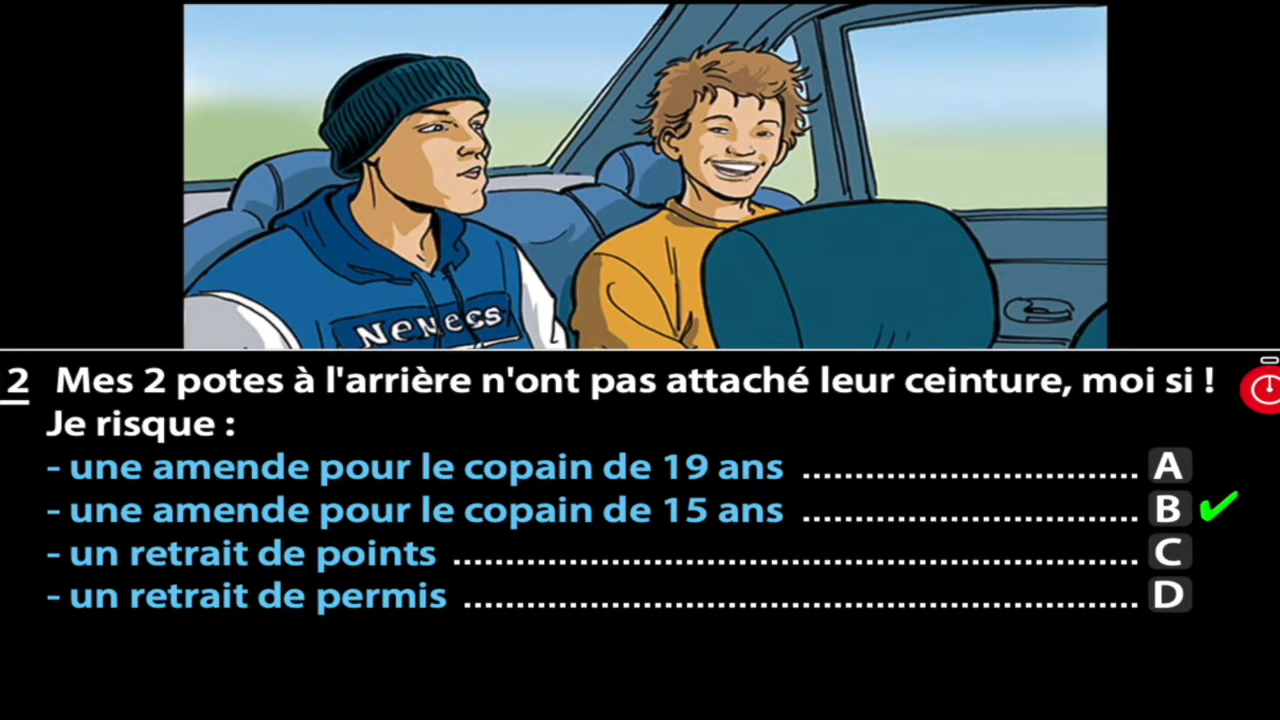 NeNecs
2 Mes 2 potes à l'arrière n'ont pas attaché leur ceinture, moi si !
Je risque :
- une amende pour le copain de 19 ans ................................ A
- une amende pour le copain de 15 ans ................................ B ✔
- un retrait de points ................................................................ C
- un retrait de permis ............................................................... D